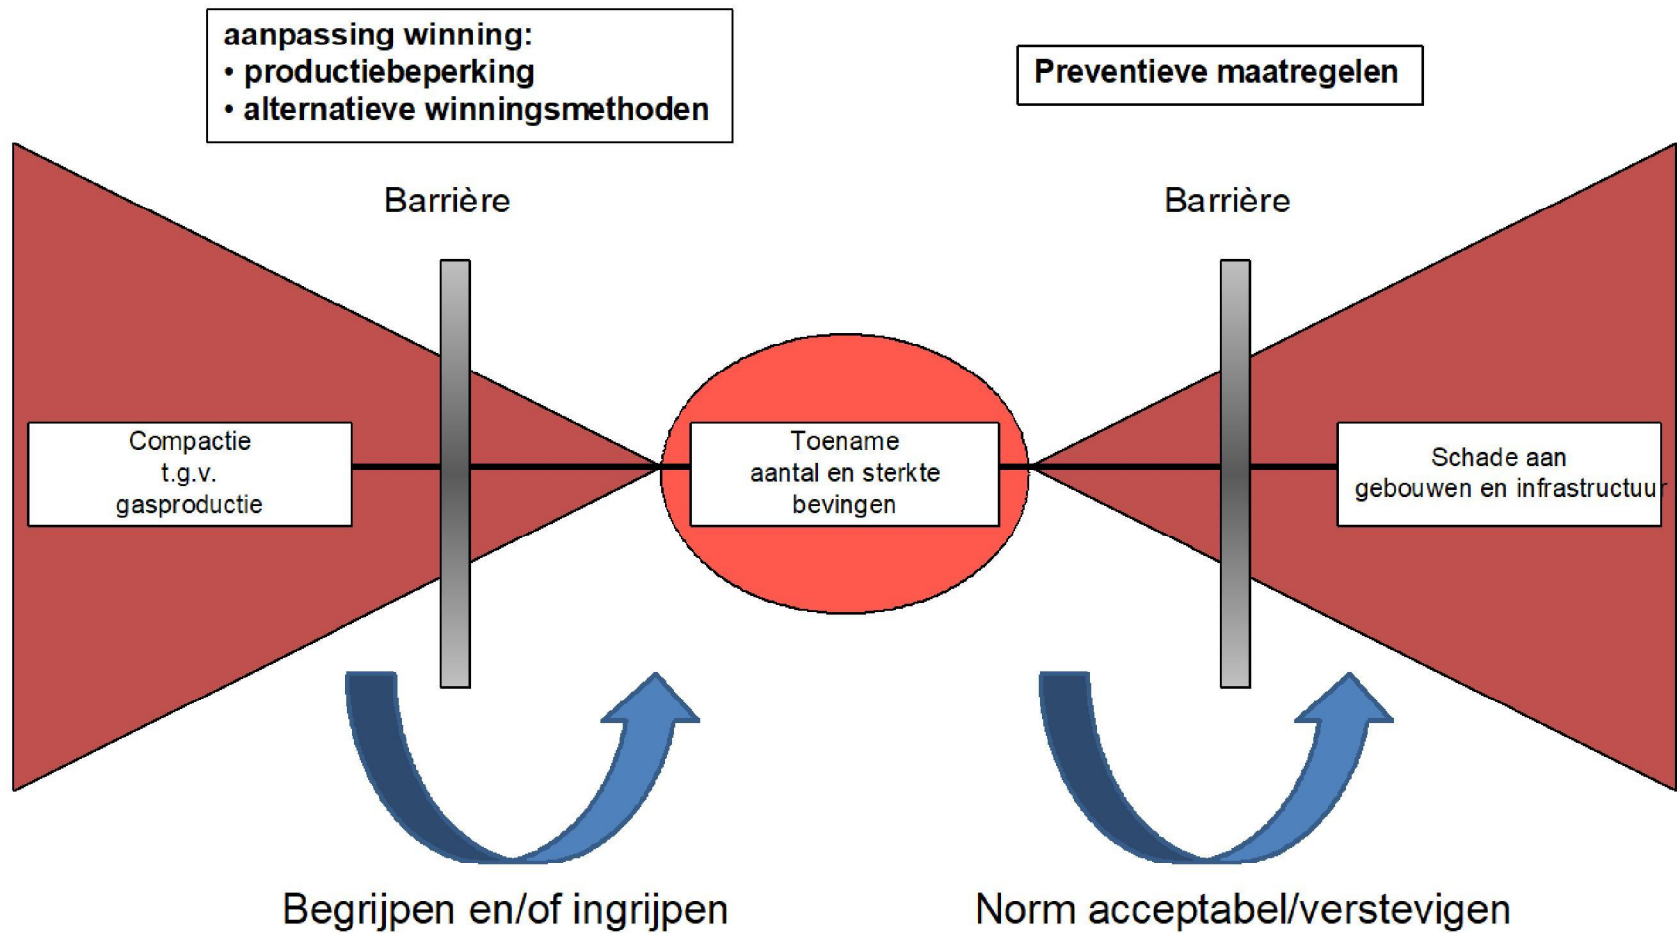 aanpassing winning:
• productiebeperking
• alternatieve winningsmethoden
Preventieve maatregelen
Barrière
Barrière
Compactie
t.g.v.
gasproductie
Toename
aantal en sterkte
bevingen
Schade aan
gebouwen en infrastructuur
Begrijpen en/of ingrijpen
Norm acceptabel/verstevigen